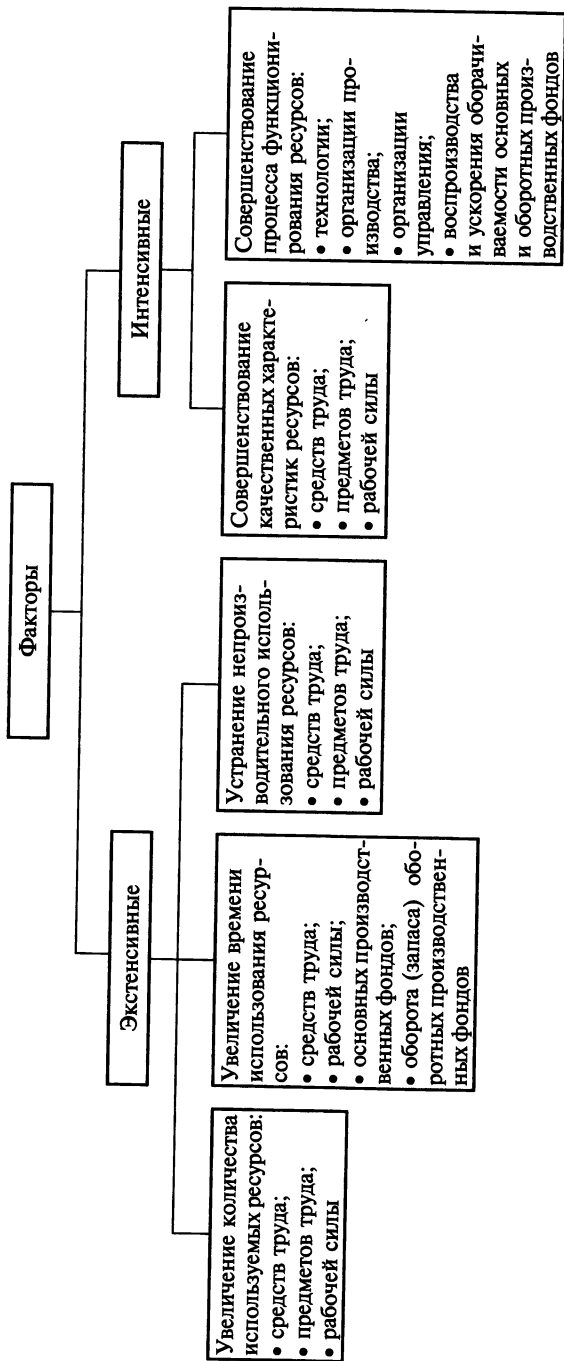 Факторы
Экстенсивные
Интенсивные
Увеличение количества
используемых ресурсов:
• средств труда;
• предметов труда;
• рабочей силы
Увеличение времени
использования ресур-
сов:
• средств труда;
• рабочей силы;
• основных производст-
венных фондов;
• оборота (запаса) обо-
ротных производствен-
ных фондов
Устранение непроиз-
водительного исполь-
зования ресурсов:
• средств труда;
• предметов труда;
• рабочей силы
Совершенствование
качественных характе-
ристик ресурсов:
• средств труда;
• предметов труда;
• рабочей силы
Совершенствование
процесса функциони-
рования ресурсов:
• технологии;
• организации про-
изводства;
• организации
управления;
• воспроизводства
и ускорения оборачи-
ваемости основных
и оборотных произ-
водственных фондов